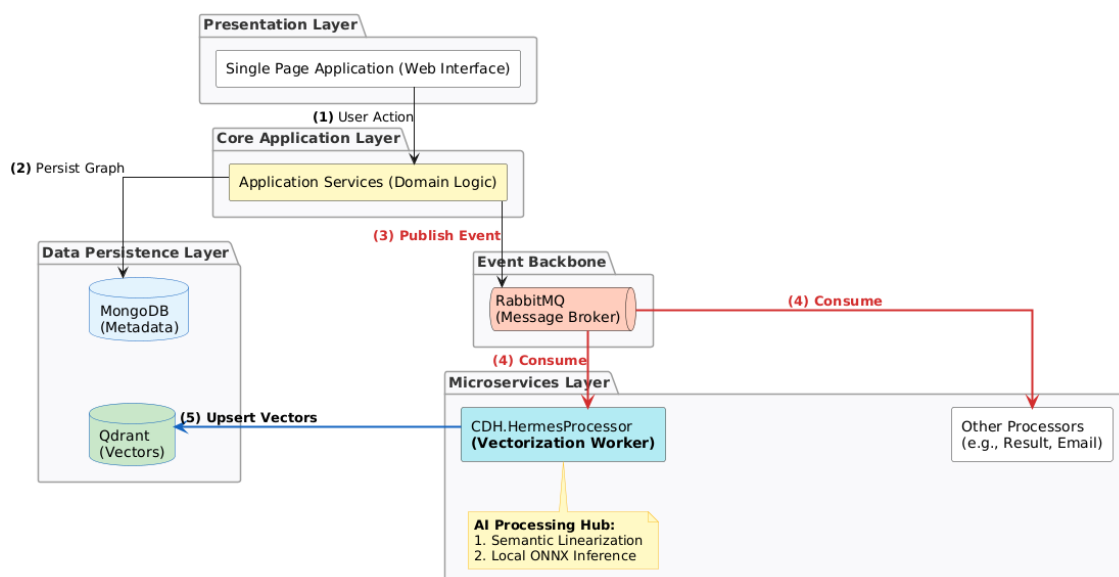 Presentation Layer
Single Page Application (Web Interface)
(1) User Action
Core Application Layer
(2) Persist Graph
Application Services (Domain Logic)
(3) Publish Event
Data Persistence Layer
Event Backbone
MongoDB
(Metadata)
RabbitMQ
(Message Broker)
(4) Consume
(4) Consume
Microservices Layer
(5) Upsert Vectors
Qdrant
(Vectors)
CDH.HermesProcessor
(Vectorization Worker)
Other Processors
(e.g., Result, Email)
AI Processing Hub:
1. Semantic Linearization
2. Local ONNX Inference